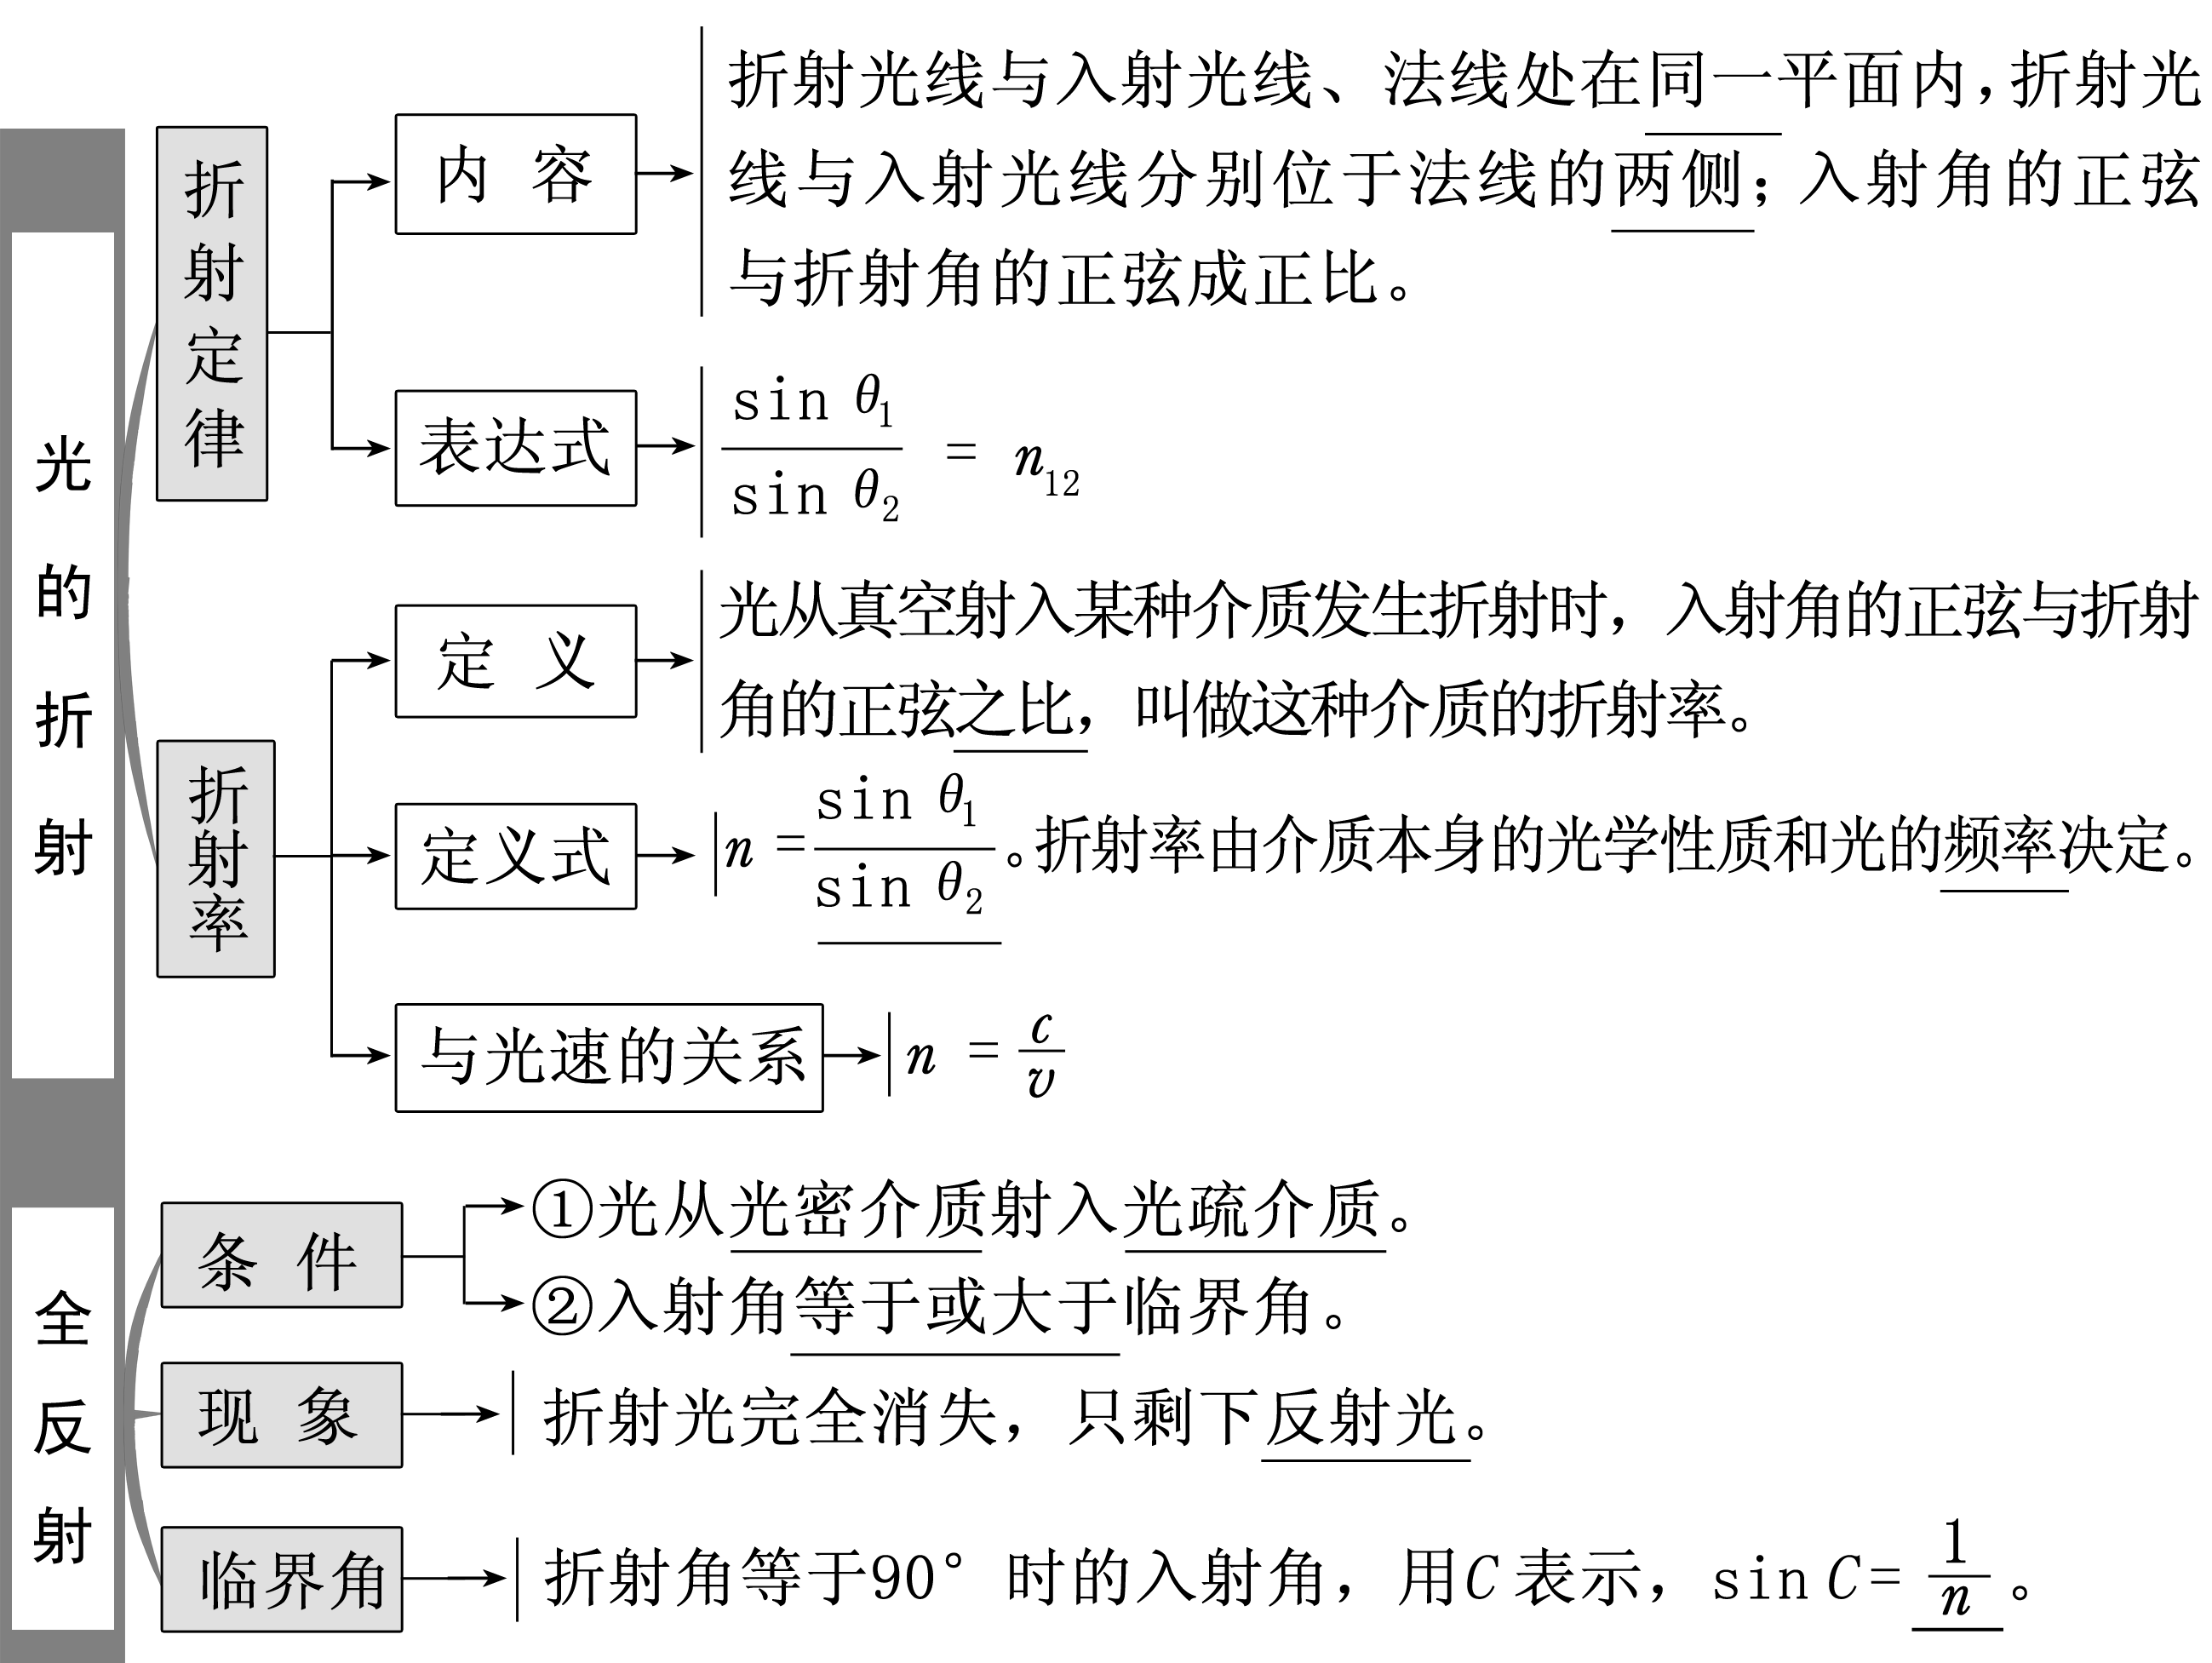 光的折射
折射定律
内 容
折射光线与入射光线、法线处在同一平面内,折射光
线与入射光线分别位于法线的两侧;入射角的正弦
与折射角的正弦成正比。
表达式
sin θ₁/sin θ₂ = n₁₂
折射率
定 义
光从真空射入某种介质发生折射时，入射角的正弦与折射
角的正弦之比，叫做这种介质的折射率。
定义式
n = sin θ₁/sin θ₂。折射率由介质本身的光学性质和光的频率决定。
与光速的关系
n = c/v
全反射
条 件
①光从光密介质射入光疏介质。
②入射角等于或大于临界角。
现 象
折射光完全消失，只剩下反射光。
临界角
折射角等于90°时的入射角，用C表示，sin C = 1/n。